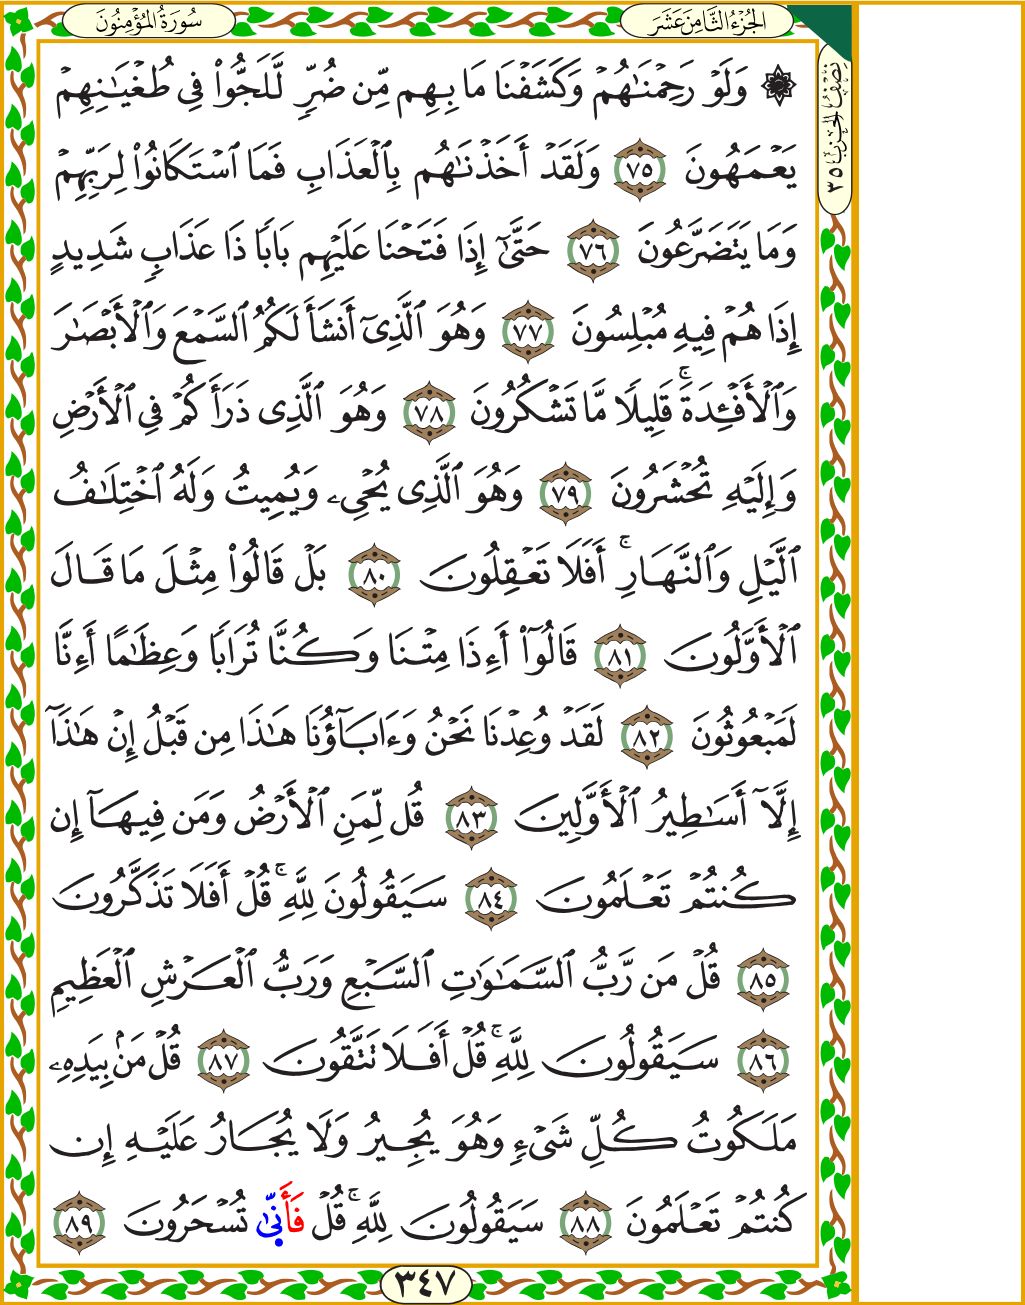 سُورَةُ الْمُؤْمِنُونَ
الجُزْءُ الثَّامِنَ عَشَرَ
نِصْفُ الحِزْبِ ٣٥
۞ وَلَوْ رَحِمْنَٰهُمْ وَكَشَفْنَا مَا بِهِم مِّن ضُرٍّ لَّلَجُّوا۟ فِى طُغْيَٰنِهِمْ
يَعْمَهُونَ ٧٥ وَلَقَدْ أَخَذْنَٰهُم بِٱلْعَذَابِ فَمَا ٱسْتَكَانُوا۟ لِرَبِّهِمْ
وَمَا يَتَضَرَّعُونَ ٧٦ حَتَّىٰٓ إِذَا فَتَحْنَا عَلَيْهِم بَابًا ذَا عَذَابٍ شَدِيدٍ
إِذَا هُمْ فِيهِ مُبْلِسُونَ ٧٧ وَهُوَ ٱلَّذِىٓ أَنشَأَ لَكُمُ ٱلسَّمْعَ وَٱلْأَبْصَٰرَ
وَٱلْأَفْـِٔدَةَ ۚ قَلِيلًا مَّا تَشْكُرُونَ ٧٨ وَهُوَ ٱلَّذِى ذَرَأَكُمْ فِى ٱلْأَرْضِ
وَإِلَيْهِ تُحْشَرُونَ ٧٩ وَهُوَ ٱلَّذِى يُحْىِۦ وَيُمِيتُ وَلَهُ ٱخْتِلَٰفُ
ٱلَّيْلِ وَٱلنَّهَارِ ۚ أَفَلَا تَعْقِلُونَ ٨٠ بَلْ قَالُوا۟ مِثْلَ مَا قَالَ
ٱلْأَوَّلُونَ ٨١ قَالُوٓا۟ أَءِذَا مِتْنَا وَكُنَّا تُرَابًا وَعِظَٰمًا أَءِنَّا
لَمَبْعُوثُونَ ٨٢ لَقَدْ وُعِدْنَا نَحْنُ وَءَابَآؤُنَا هَٰذَا مِن قَبْلُ إِنْ هَٰذَآ
إِلَّآ أَسَٰطِيرُ ٱلْأَوَّلِينَ ٨٣ قُل لِّمَنِ ٱلْأَرْضُ وَمَن فِيهَآ إِن
كُنتُمْ تَعْلَمُونَ ٨٤ سَيَقُولُونَ لِلَّهِ ۚ قُلْ أَفَلَا تَذَكَّرُونَ
٨٥ قُلْ مَن رَّبُّ ٱلسَّمَٰوَٰتِ ٱلسَّبْعِ وَرَبُّ ٱلْعَرْشِ ٱلْعَظِيمِ
٨٦ سَيَقُولُونَ لِلَّهِ ۚ قُلْ أَفَلَا تَتَّقُونَ ٨٧ قُلْ مَنۢ بِيَدِهِۦ
مَلَكُوتُ كُلِّ شَىْءٍ وَهُوَ يُجِيرُ وَلَا يُجَارُ عَلَيْهِ إِن
كُنتُمْ تَعْلَمُونَ ٨٨ سَيَقُولُونَ لِلَّهِ ۚ قُلْ فَأَنَّىٰ تُسْحَرُونَ ٨٩
٣٤٧